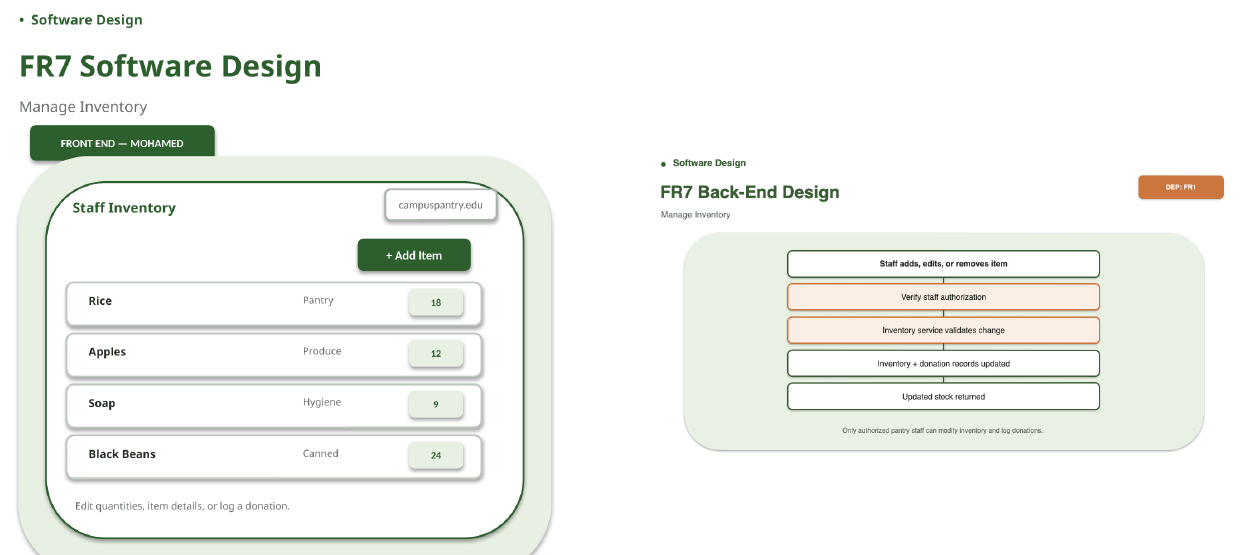 • Software Design
FR7 Software Design
Manage Inventory
FRONT END — MOHAMED
Staff Inventory
campuspantry.edu
+ Add Item
Rice Pantry 18
Apples Produce 12
Soap Hygiene 9
Black Beans Canned 24
Edit quantities, item details, or log a donation.
• Software Design
FR7 Back-End Design
DEP: FR1
Manage Inventory
Staff adds, edits, or removes item
Verify staff authorization
Inventory service validates change
Inventory + donation records updated
Updated stock returned
Only authorized pantry staff can modify inventory and log donations.